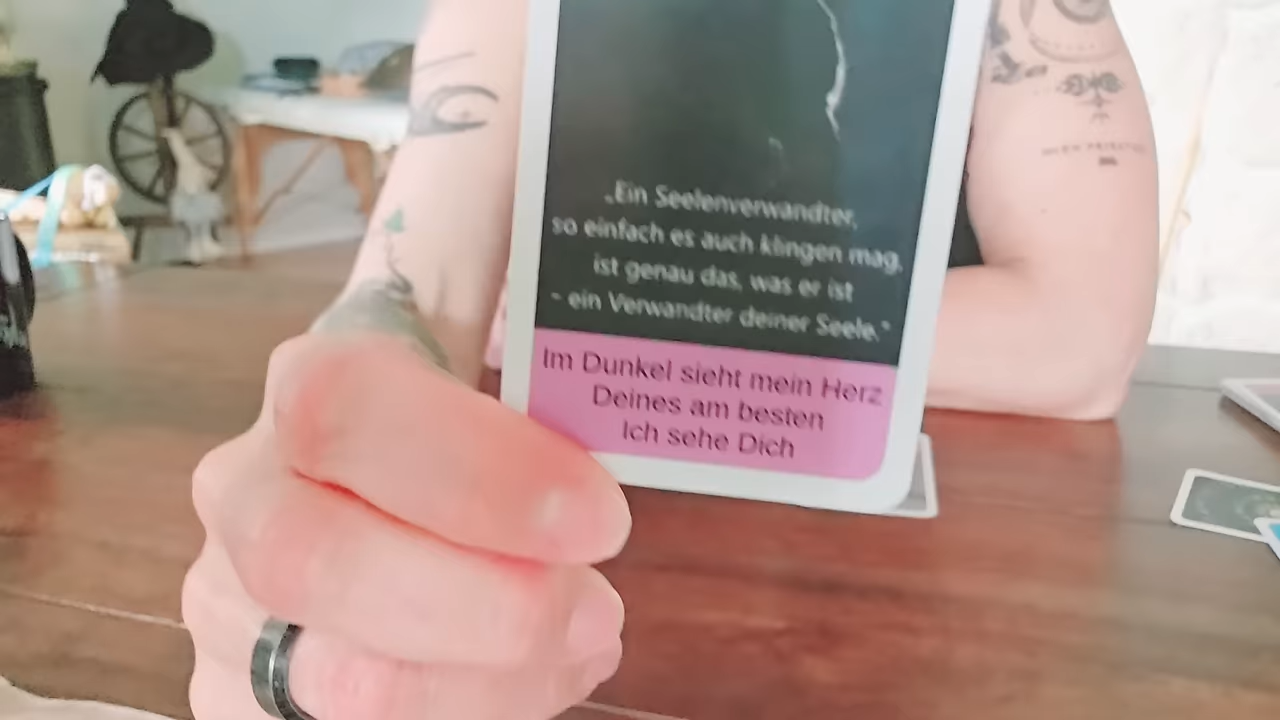 „Ein Seelenverwandter,
so einfach es auch klingen mag,
ist genau das, was er ist
- ein Verwandter deiner Seele."
Im Dunkel sieht mein Herz
Deines am besten
Ich sehe Dich